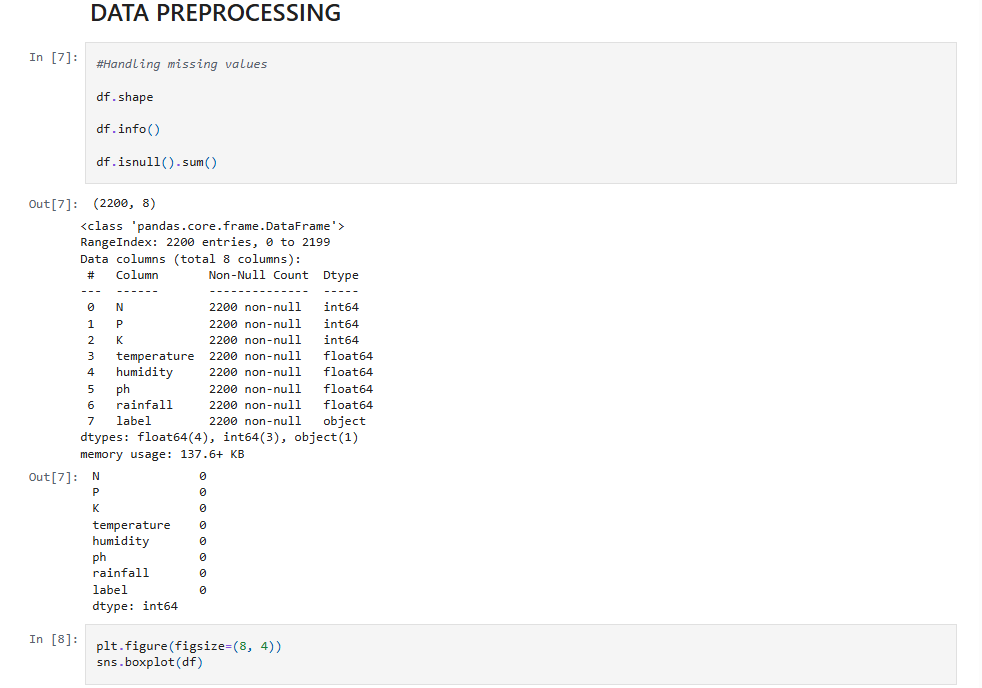 DATA PREPROCESSING
In [7]:
#Handling missing values
df.shape
df.info()
df.isnull().sum()
Out[7]: (2200, 8)
<class 'pandas.core.frame.DataFrame'>
RangeIndex: 2200 entries, 0 to 2199
Data columns (total 8 columns):
 #   Column       Non-Null Count  Dtype
---  ------       --------------  -----
 0   N            2200 non-null   int64
 1   P            2200 non-null   int64
 2   K            2200 non-null   int64
 3   temperature  2200 non-null   float64
 4   humidity     2200 non-null   float64
 5   ph           2200 non-null   float64
 6   rainfall     2200 non-null   float64
 7   label        2200 non-null   object
dtypes: float64(4), int64(3), object(1)
memory usage: 137.6+ KB
Out[7]: N              0
P              0
K              0
temperature    0
humidity       0
ph             0
rainfall       0
label          0
dtype: int64
In [8]:
plt.figure(figsize=(8, 4))
sns.boxplot(df)